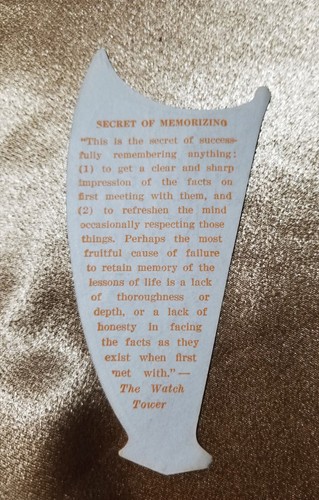 SECRET OF MEMORIZING
"This is the secret of success-
fully remembering anything:
(1) to get a clear and sharp
impression of the facts on
first meeting with them, and
(2) to refreshen the mind
occasionally respecting those
things. Perhaps the most
fruitful cause of failure
to retain memory of the
lessons of life is a lack
of thoroughness or
depth, or a lack of
honesty in facing
the facts as they
exist when first
met with."—
The Watch
Tower